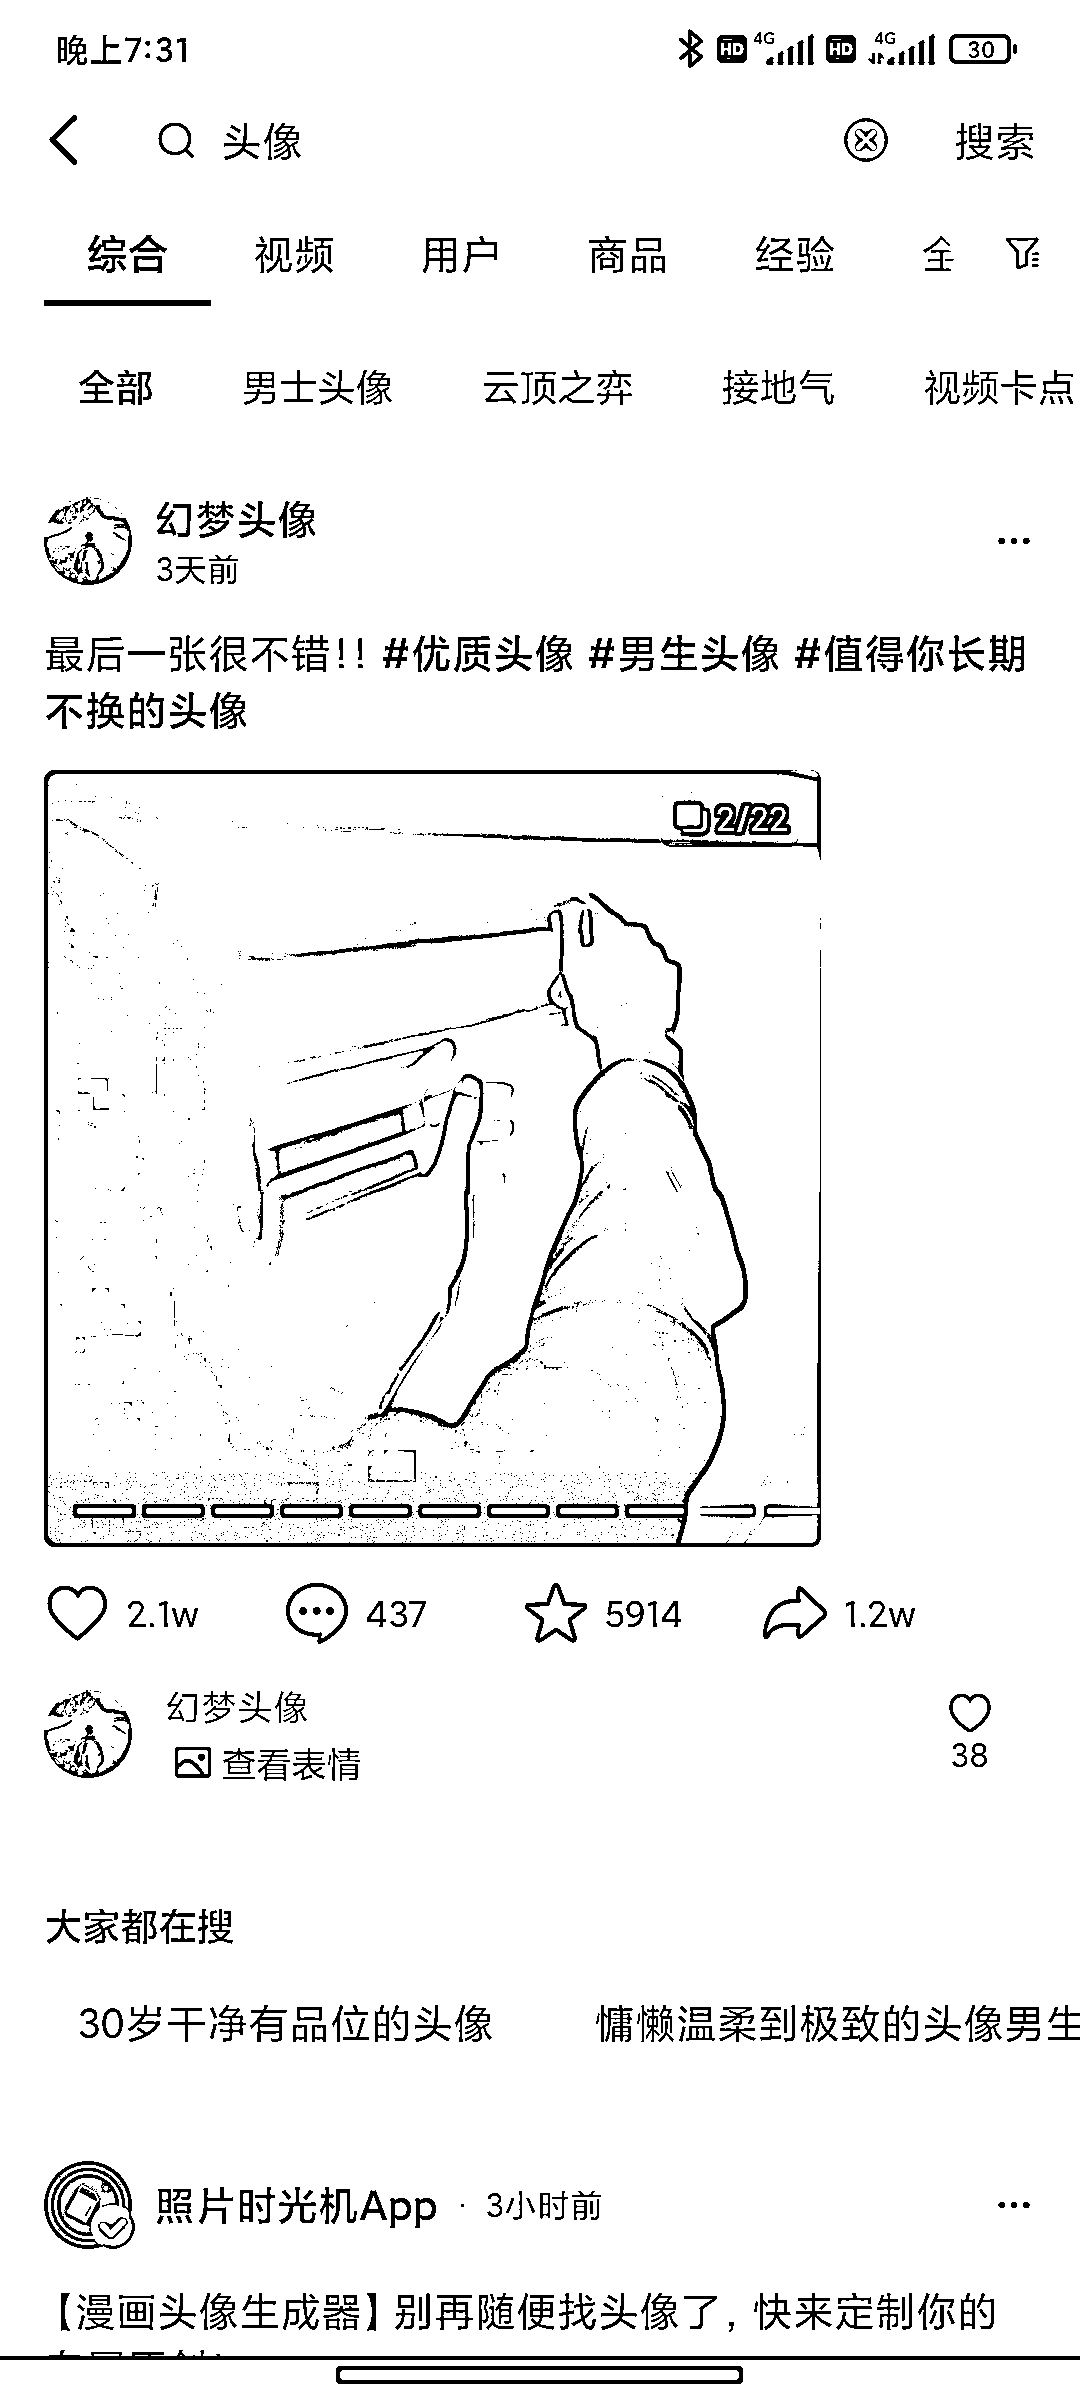 晚上7:31
HD 4G HD 4G 30
头像 搜索
综合 视频 用户 商品 经验 全
全部 男士头像 云顶之弈 接地气 视频卡点
幻梦头像
3天前
最后一张很不错!! #优质头像 #男生头像 #值得你长期
不换的头像
2/22
2.1w 437 5914 1.2w
幻梦头像
查看表情
38
大家都在搜
30岁干净有品位的头像 慵懒温柔到极致的头像男生
照片时光机App · 3小时前
【漫画头像生成器】别再随便找头像了, 快来定制你的